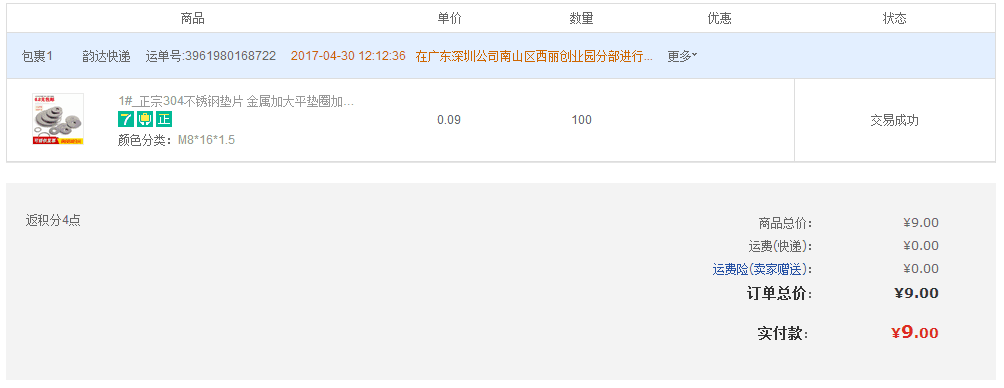 商品 单价 数量 优惠 状态
包裹1 韵达快递 运单号:3961980168722 2017-04-30 12:12:36 在广东深圳公司南山区西丽创业园分部进行... 更多
1#_正宗304不锈钢垫片 金属加大平垫圈加...
7 正
颜色分类：M8*16*1.5
0.09 100 交易成功
返积分4点
商品总价： ¥9.00
运费(快递)： ¥0.00
运费险(卖家赠送)： ¥0.00
订单总价： ¥9.00
实付款： ¥9.00